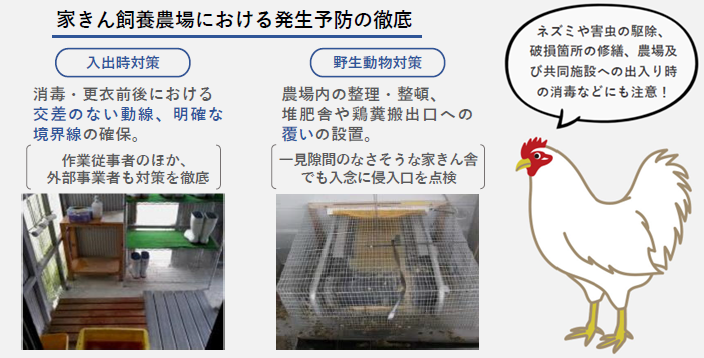 家きん飼養農場における発生予防の徹底
入出時対策
消毒・更衣前後における
交差のない動線、明確な
境界線の確保。
作業従事者のほか、
外部事業者も対策を徹底
野生動物対策
農場内の整理・整頓、
堆肥舎や鶏糞搬出口への
覆いの設置。
一見隙間のなさそうな家きん舎
でも入念に侵入口を点検
ネズミや害虫の駆除、
破損箇所の修繕、農場及
び共同施設への出入り時
の消毒などにも注意！